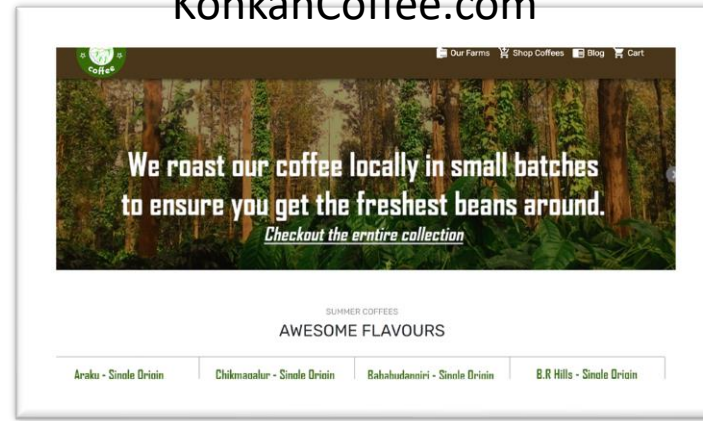 KonkanCoffee.com
coffee
Our Farms Shop Coffees Blog Cart
We roast our coffee locally in small batches
to ensure you get the freshest beans around.
Checkout the erntire collection
SUMMER COFFEES
AWESOME FLAVOURS
Araku - Single Origin Chikmagalur - Single Origin Bababudangiri - Single Origin B.R Hills - Single Origin